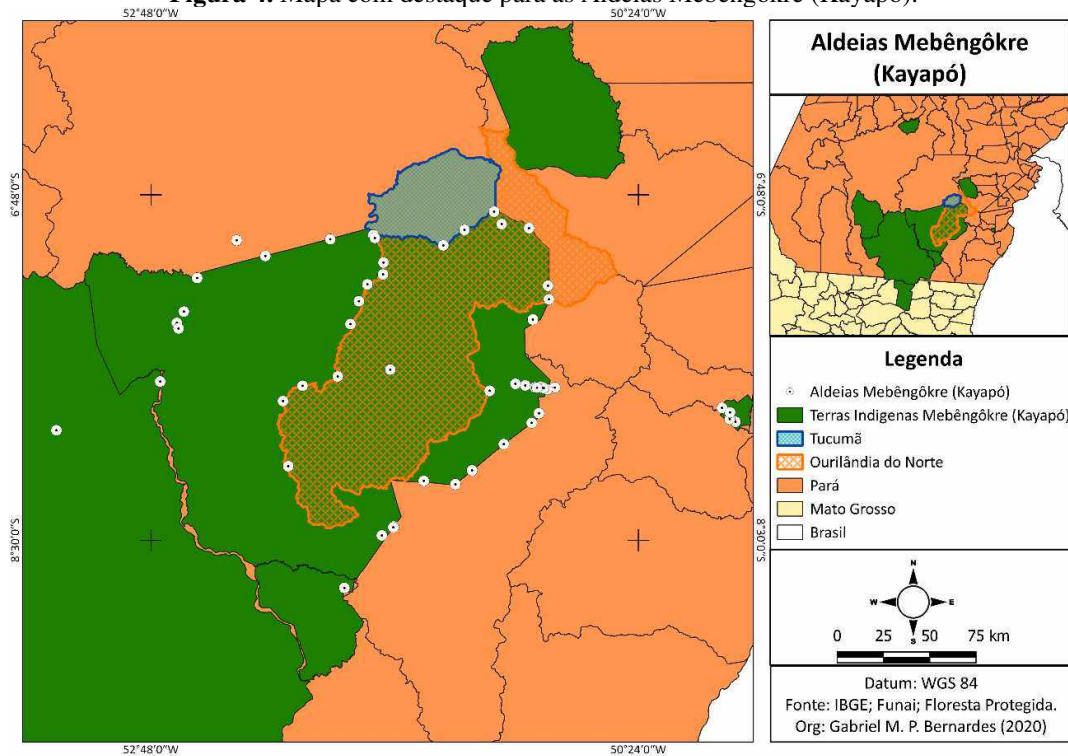 Figura 4. Mapa com destaque para as Aldeias Mebêngôkre (Kayapó).
52°48'0"W
50°24'0"W
6°48'0"S
6°48'0"S
8°30'0"S
8°30'0"S
52°48'0"W
50°24'0"W
Aldeias Mebêngôkre
(Kayapó)
Legenda
Aldeias Mebêngôkre (Kayapó)
Terras Indigenas Mebêngôkre (Kayapó)
Tucumã
Ourilândia do Norte
Pará
Mato Grosso
Brasil
N
W
E
S
0 25 50 75 km
Datum: WGS 84
Fonte: IBGE; Funai; Floresta Protegida.
Org: Gabriel M. P. Bernardes (2020)